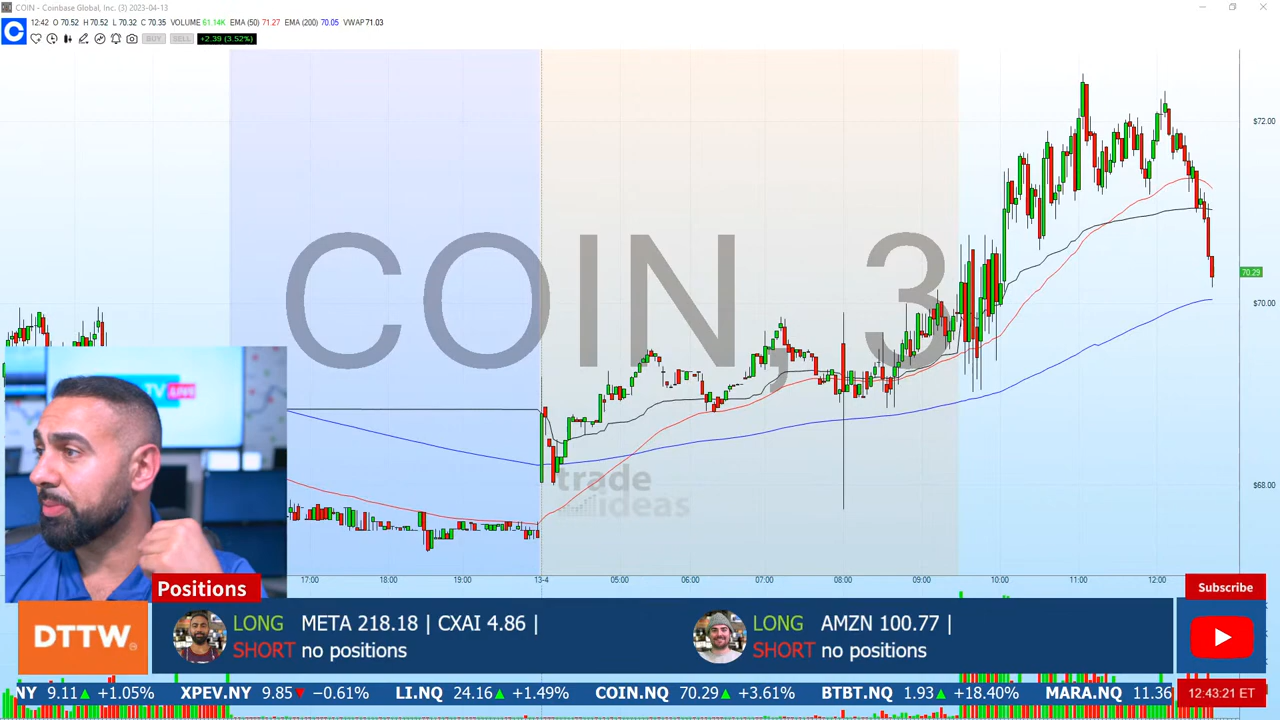 COIN - Coinbase Global, Inc. (3) 2023-04-13
12:42 O 70.52 H 70.52 L 70.32 C 70.35 VOLUME 61.14K EMA (50) 71.27 EMA (200) 70.05 VWAP 71.03
C
BUY SELL +2.39 (3.52%)
$72.00
COIN, 3
70.29
$70.00
TV LIVE
trade
ideas
$68.00
17:00 18:00 19:00 13-4 05:00 06:00 07:00 08:00 09:00 10:00 11:00 12:00
Positions
Subscribe
DTTW
LONG META 218.18 | CXAI 4.86 |
SHORT no positions
LONG AMZN 100.77 |
SHORT no positions
NY 9.11 ▲ +1.05% XPEV.NY 9.85 ▼ −0.61% LI.NQ 24.16 ▲ +1.49% COIN.NQ 70.29 ▲ +3.61% BTBT.NQ 1.93 ▲ +18.40% MARA.NQ 11.36
12:43:21 ET